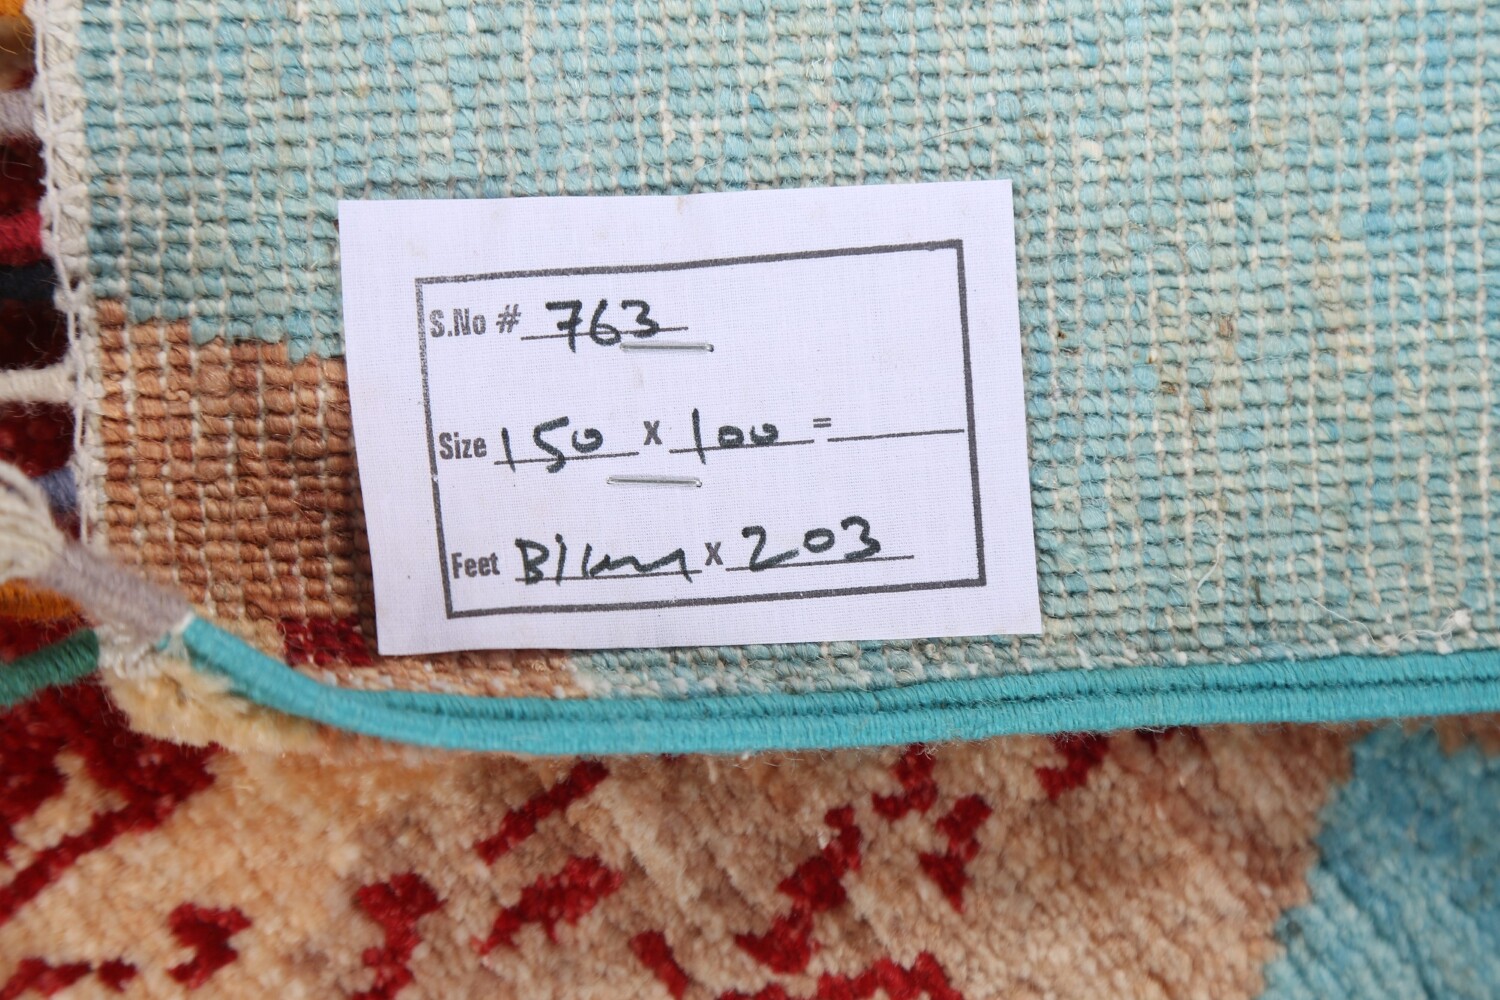 S.No # 763
Size 150 x 100 =
Feet x 203